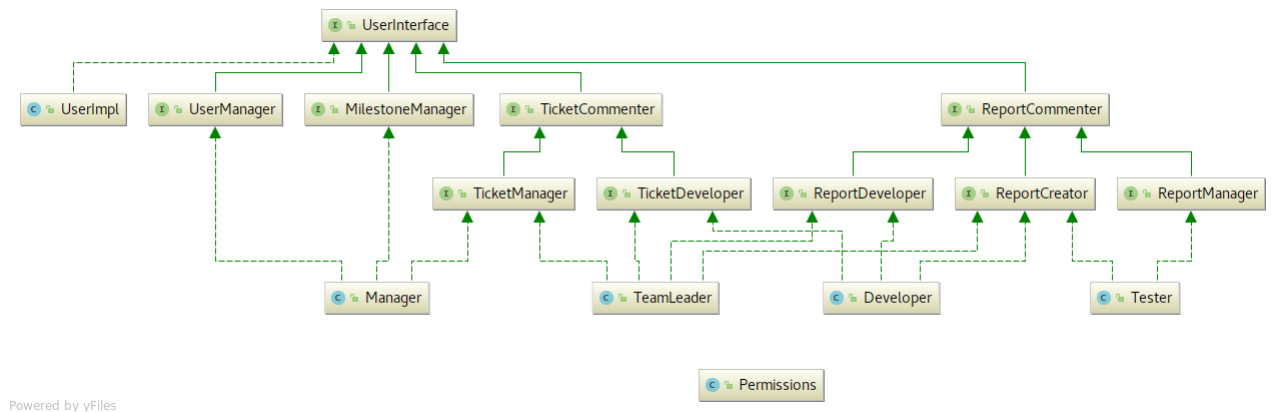 I UserInterface
C UserImpl
I UserManager
I MilestoneManager
I TicketCommenter
I ReportCommenter
I TicketManager
I TicketDeveloper
I ReportDeveloper
I ReportCreator
I ReportManager
C Manager
C TeamLeader
C Developer
C Tester
C Permissions
Powered by yFiles